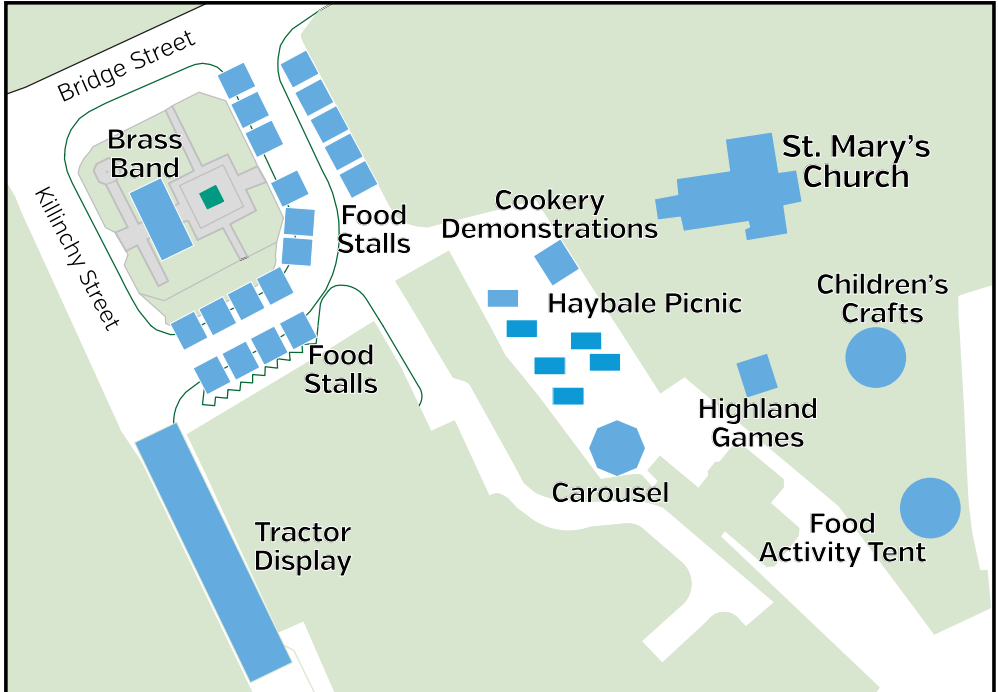 Bridge Street
Brass
Band
Killinchy Street
Food
Stalls
Cookery
Demonstrations
St. Mary's
Church
Haybale Picnic
Children's
Crafts
Food
Stalls
Highland
Games
Carousel
Tractor
Display
Food
Activity Tent